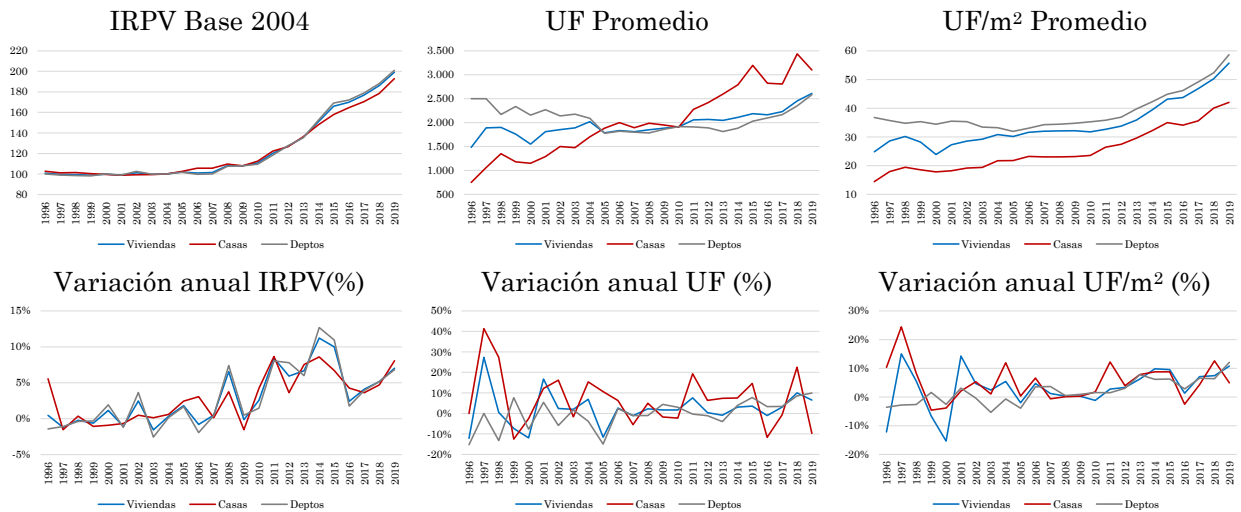 IRPV Base 2004
220
200
180
160
140
120
100
80
1996 1997 1998 1999 2000 2001 2002 2003 2004 2005 2006 2007 2008 2009 2010 2011 2012 2013 2014 2015 2016 2017 2018 2019
Viviendas Casas Deptos
UF Promedio
3.500
3.000
2.500
2.000
1.500
1.000
500
1996 1997 1998 1999 2000 2001 2002 2003 2004 2005 2006 2007 2008 2009 2010 2011 2012 2013 2014 2015 2016 2017 2018 2019
Viviendas Casas Deptos
UF/m² Promedio
60
50
40
30
20
10
1996 1997 1998 1999 2000 2001 2002 2003 2004 2005 2006 2007 2008 2009 2010 2011 2012 2013 2014 2015 2016 2017 2018 2019
Viviendas Casas Deptos
Variación anual IRPV(%)
15%
10%
5%
0%
-5%
1996 1997 1998 1999 2000 2001 2002 2003 2004 2005 2006 2007 2008 2009 2010 2011 2012 2013 2014 2015 2016 2017 2018 2019
Viviendas Casas Deptos
Variación anual UF (%)
50%
40%
30%
20%
10%
0%
-10%
-20%
1996 1997 1998 1999 2000 2001 2002 2003 2004 2005 2006 2007 2008 2009 2010 2011 2012 2013 2014 2015 2016 2017 2018 2019
Viviendas Casas Deptos
Variación anual UF/m² (%)
30%
20%
10%
0%
-10%
-20%
1996 1997 1998 1999 2000 2001 2002 2003 2004 2005 2006 2007 2008 2009 2010 2011 2012 2013 2014 2015 2016 2017 2018 2019
Viviendas Casas Deptos